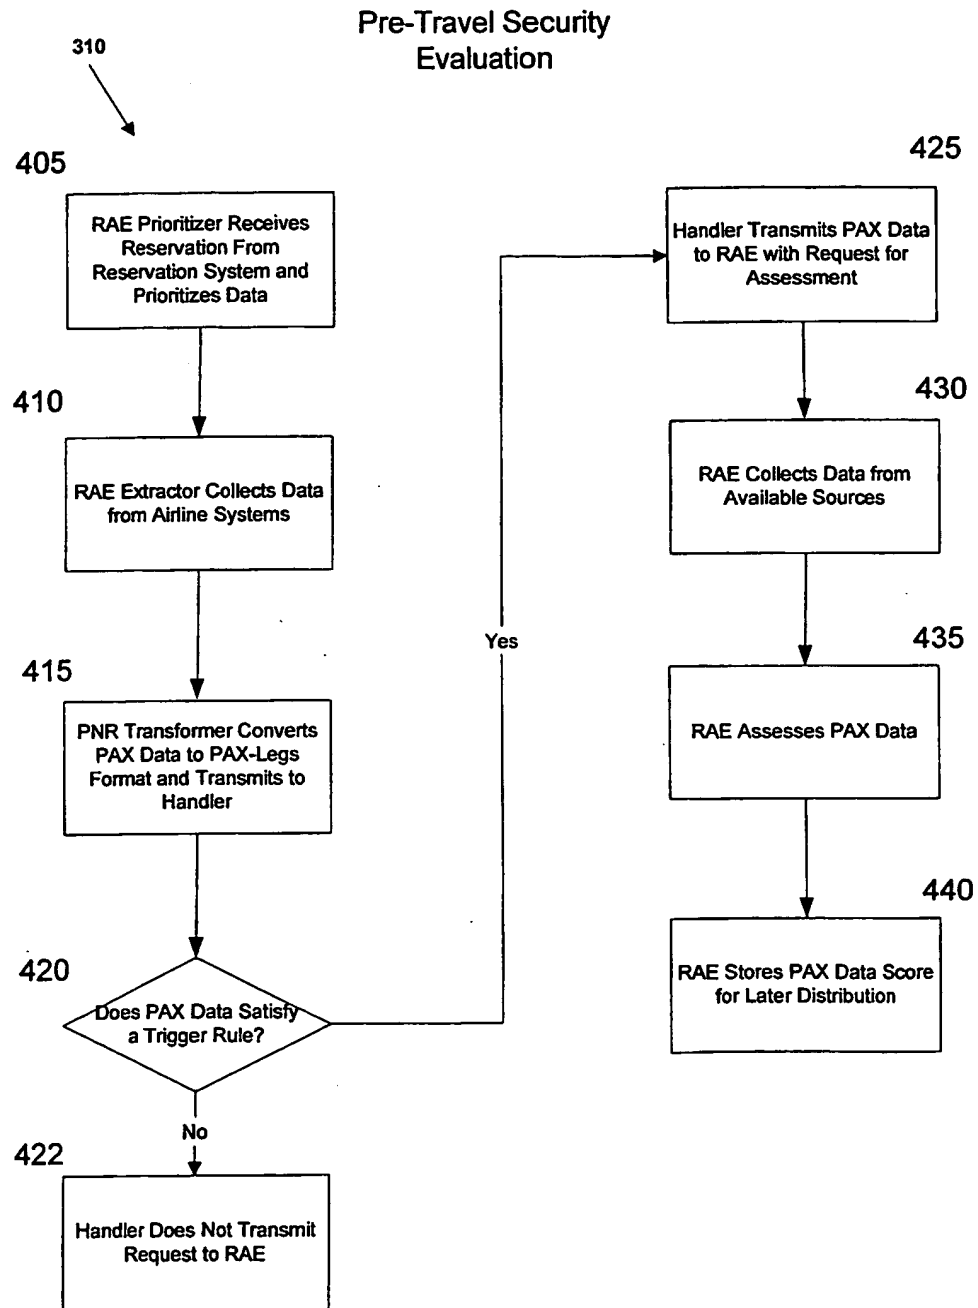 Pre-Travel Security
Evaluation
310
405
RAE Prioritizer Receives
Reservation From
Reservation System and
Prioritizes Data
410
RAE Extractor Collects Data
from Airline Systems
415
PNR Transformer Converts
PAX Data to PAX-Legs
Format and Transmits to
Handler
420
Does PAX Data Satisfy
a Trigger Rule?
No
422
Handler Does Not Transmit
Request to RAE
Yes
425
Handler Transmits PAX Data
to RAE with Request for
Assessment
430
RAE Collects Data from
Available Sources
435
RAE Assesses PAX Data
440
RAE Stores PAX Data Score
for Later Distribution